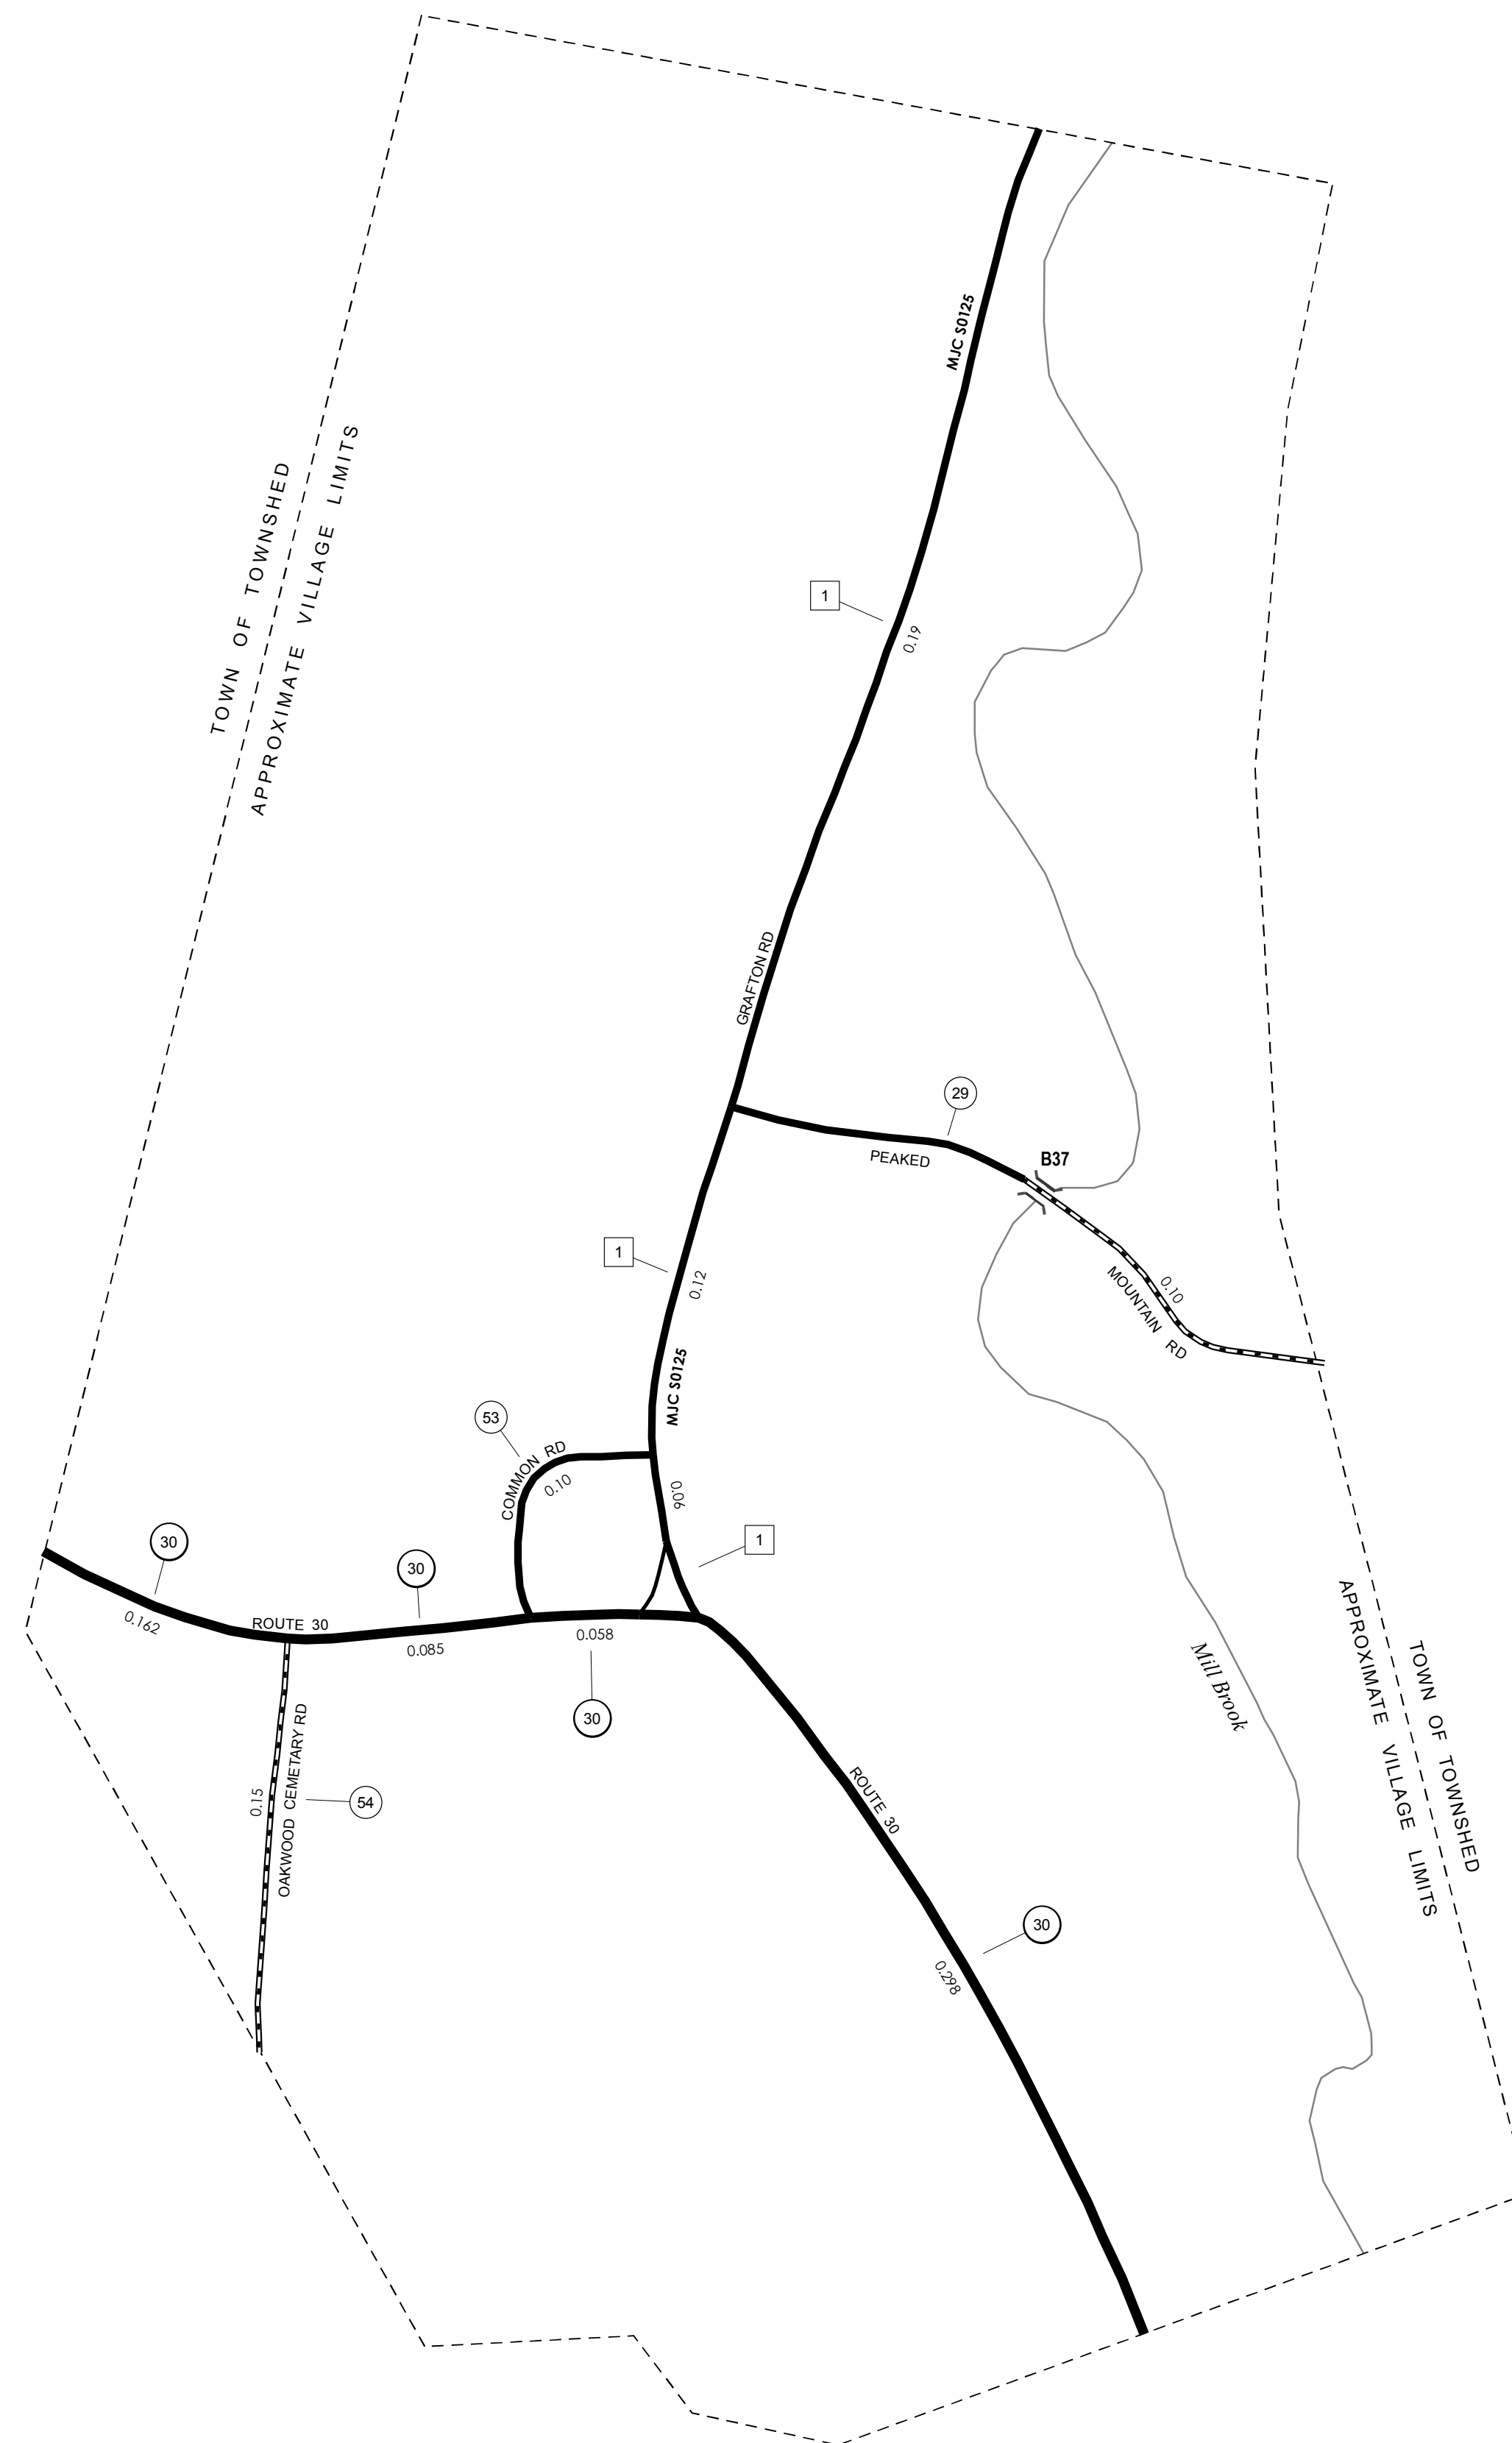 MJC S0125
TOWN OF TOWNSHED
APPROXIMATE VILLAGE LIMITS
1
0.19
GRAFTON RD
29
PEAKED
B37
1
0.12
MOUNTAIN RD
0.10
MJC S0125
53
COMMON RD
0.10
0.06
1
30
30
0.162
ROUTE 30
0.085
0.058
30
Mill Brook
TOWN OF TOWNSHED
APPROXIMATE VILLAGE LIMITS
OAKWOOD CEMETARY RD
0.15
54
ROUTE 30
30
0.298